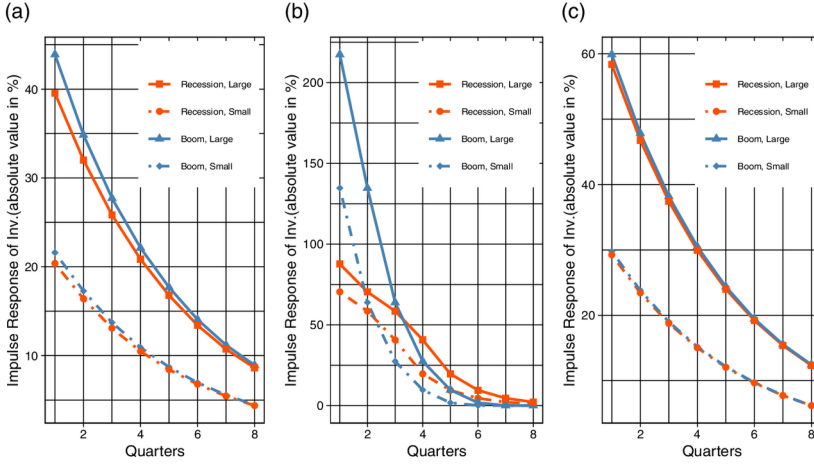 (a)
Impulse Response of Inv.(absolute value in %)
40
30
20
10
Recession, Large
Recession, Small
Boom, Large
Boom, Small
2
4
6
8
Quarters
(b)
Impulse Response of Inv.(absolute value in %)
200
150
100
50
0
Recession, Large
Recession, Small
Boom, Large
Boom, Small
2
4
6
8
Quarters
(c)
Impulse Response of Inv.(absolute value in %)
60
40
20
Recession, Large
Recession, Small
Boom, Large
Boom, Small
2
4
6
8
Quarters